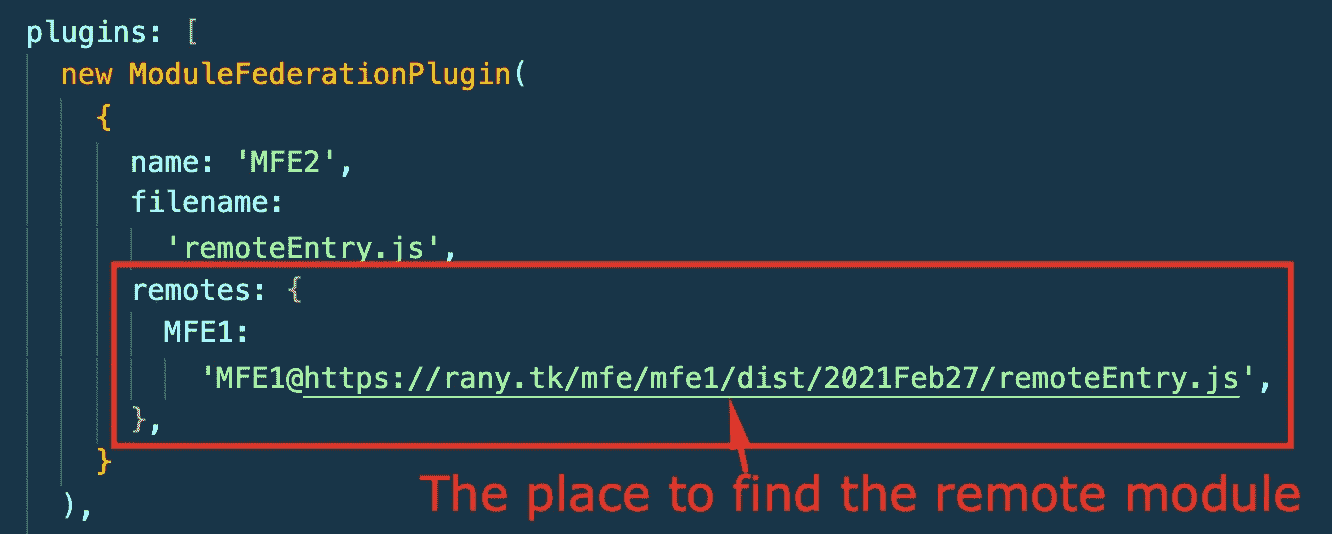 plugins: [
new ModuleFederationPlugin(
{
name: 'MFE2',
filename:
'remoteEntry.js',
remotes: {
MFE1:
'MFE1@https://rany.tk/mfe/mfe1/dist/2021Feb27/remoteEntry.js',
},
}
The place to find the remote module
),